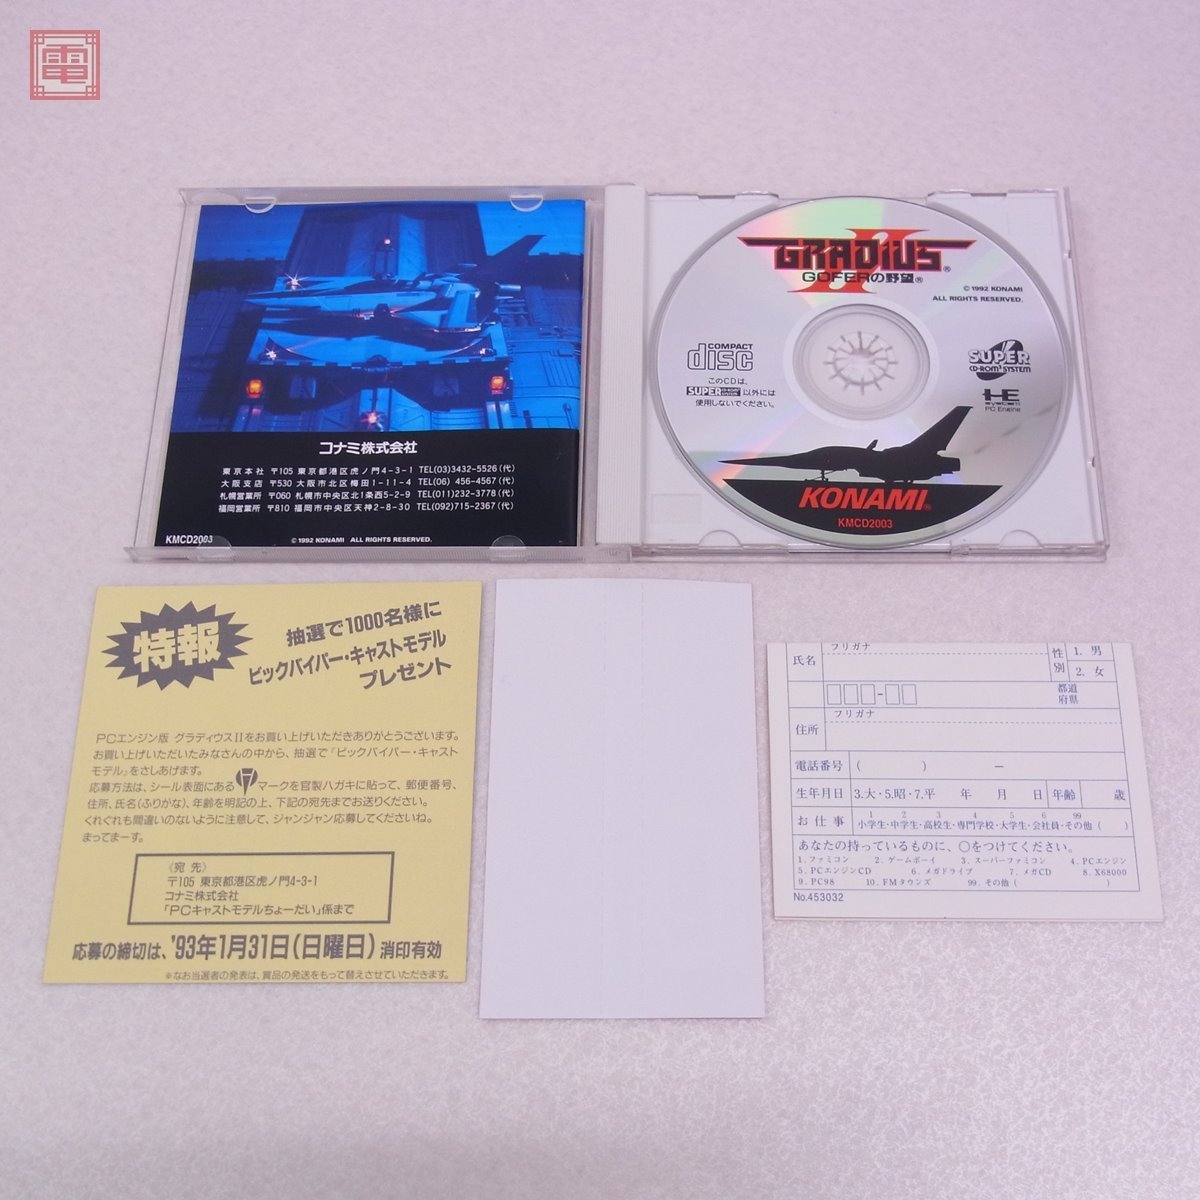 電
コナミ株式会社
東京本社 〒105 東京都港区虎ノ門4-3-1 TEL(03)3432-5526(代)
大阪支店 〒530 大阪市北区梅田1-11-4 TEL(06) 456-4567(代)
札幌営業所 〒060 札幌市中央区北1条西5-2-9 TEL(011)232-3778(代)
福岡営業所 〒810 福岡市中央区天神2-8-30 TEL(092)715-2367(代)
KMCD2003
©1992 KONAMI ALL RIGHTS RESERVED.
GRADIUS II®
GOFERの野望®
©1992 KONAMI
ALL RIGHTS RESERVED.
COMPACT
disc
このCDは、
SUPER CD-ROM² SYSTEM 以外には
使用しないでください。
SUPER
CD-ROM² SYSTEM
HE
system
PC Engine
KONAMI®
KMCD2003
特報
抽選で1000名様に
ビックバイパー・キャストモデル
プレゼント
PCエンジン版 グラディウスIIをお買い上げいただきありがとうございます。
お買い上げいただいたみなさんの中から、抽選で「ビックバイパー・キャスト
モデル」をさしあげます。
応募方法は、シール表面にあるマークを官製ハガキに貼って、郵便番号、
住所、氏名(ふりがな)、年齢を明記の上、下記の宛先までお送りください。
くれぐれも間違いのないように注意して、ジャンジャン応募してくださいね。
まってまーす。
〈宛 先〉
〒105 東京都港区虎ノ門4-3-1
コナミ株式会社
「PCキャストモデルちょーだい」係まで
応募の締切は、'93年1月31日(日曜日)消印有効
※なお当選者の発表は、賞品の発送をもって替えさせていただきます。
フリガナ
氏名
性別
1. 男
2. 女
都道
府県
フリガナ
住所
電話番号 ( ) ―
生年月日 3.大・5.昭・7.平 年 月 日 年齢 歳
お仕事 1 2 3 4 5 6 99
小学生・中学生・高校生・専門学校・大学生・会社員・その他( )
あなたの持っているものに、○をつけてください。
1.ファミコン 2.ゲームボーイ 3.スーパーファミコン 4.PCエンジン
5.PCエンジンCD 6.メガドライブ 7.メガCD 8.X68000
9.PC98 10.FMタウンズ 99.その他( )
No.453032